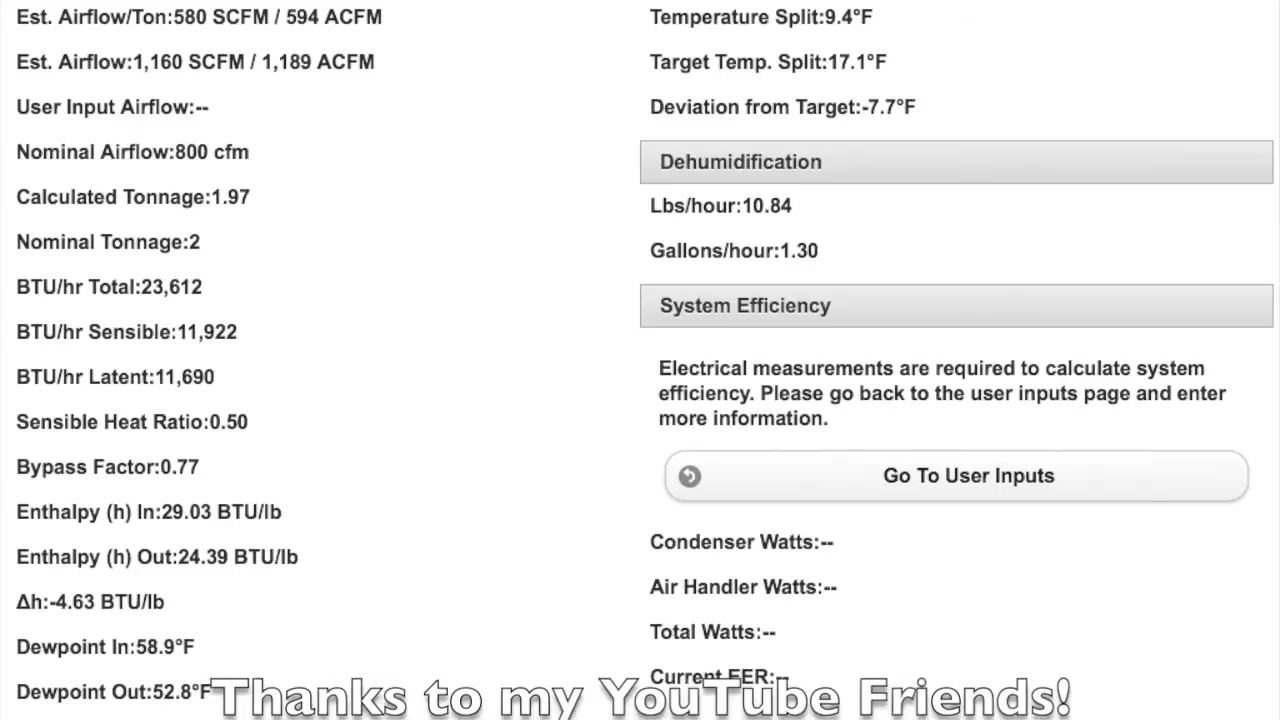 Est. Airflow/Ton:580 SCFM / 594 ACFM
Est. Airflow:1,160 SCFM / 1,189 ACFM
User Input Airflow:--
Nominal Airflow:800 cfm
Calculated Tonnage:1.97
Nominal Tonnage:2
BTU/hr Total:23,612
BTU/hr Sensible:11,922
BTU/hr Latent:11,690
Sensible Heat Ratio:0.50
Bypass Factor:0.77
Enthalpy (h) In:29.03 BTU/lb
Enthalpy (h) Out:24.39 BTU/lb
Δh:-4.63 BTU/lb
Dewpoint In:58.9°F
Dewpoint Out:52.8°F
Temperature Split:9.4°F
Target Temp. Split:17.1°F
Deviation from Target:-7.7°F
Dehumidification
Lbs/hour:10.84
Gallons/hour:1.30
System Efficiency
Electrical measurements are required to calculate system
efficiency. Please go back to the user inputs page and enter
more information.
Go To User Inputs
Condenser Watts:--
Air Handler Watts:--
Total Watts:--
Current EER:--
Thanks to my YouTube Friends!